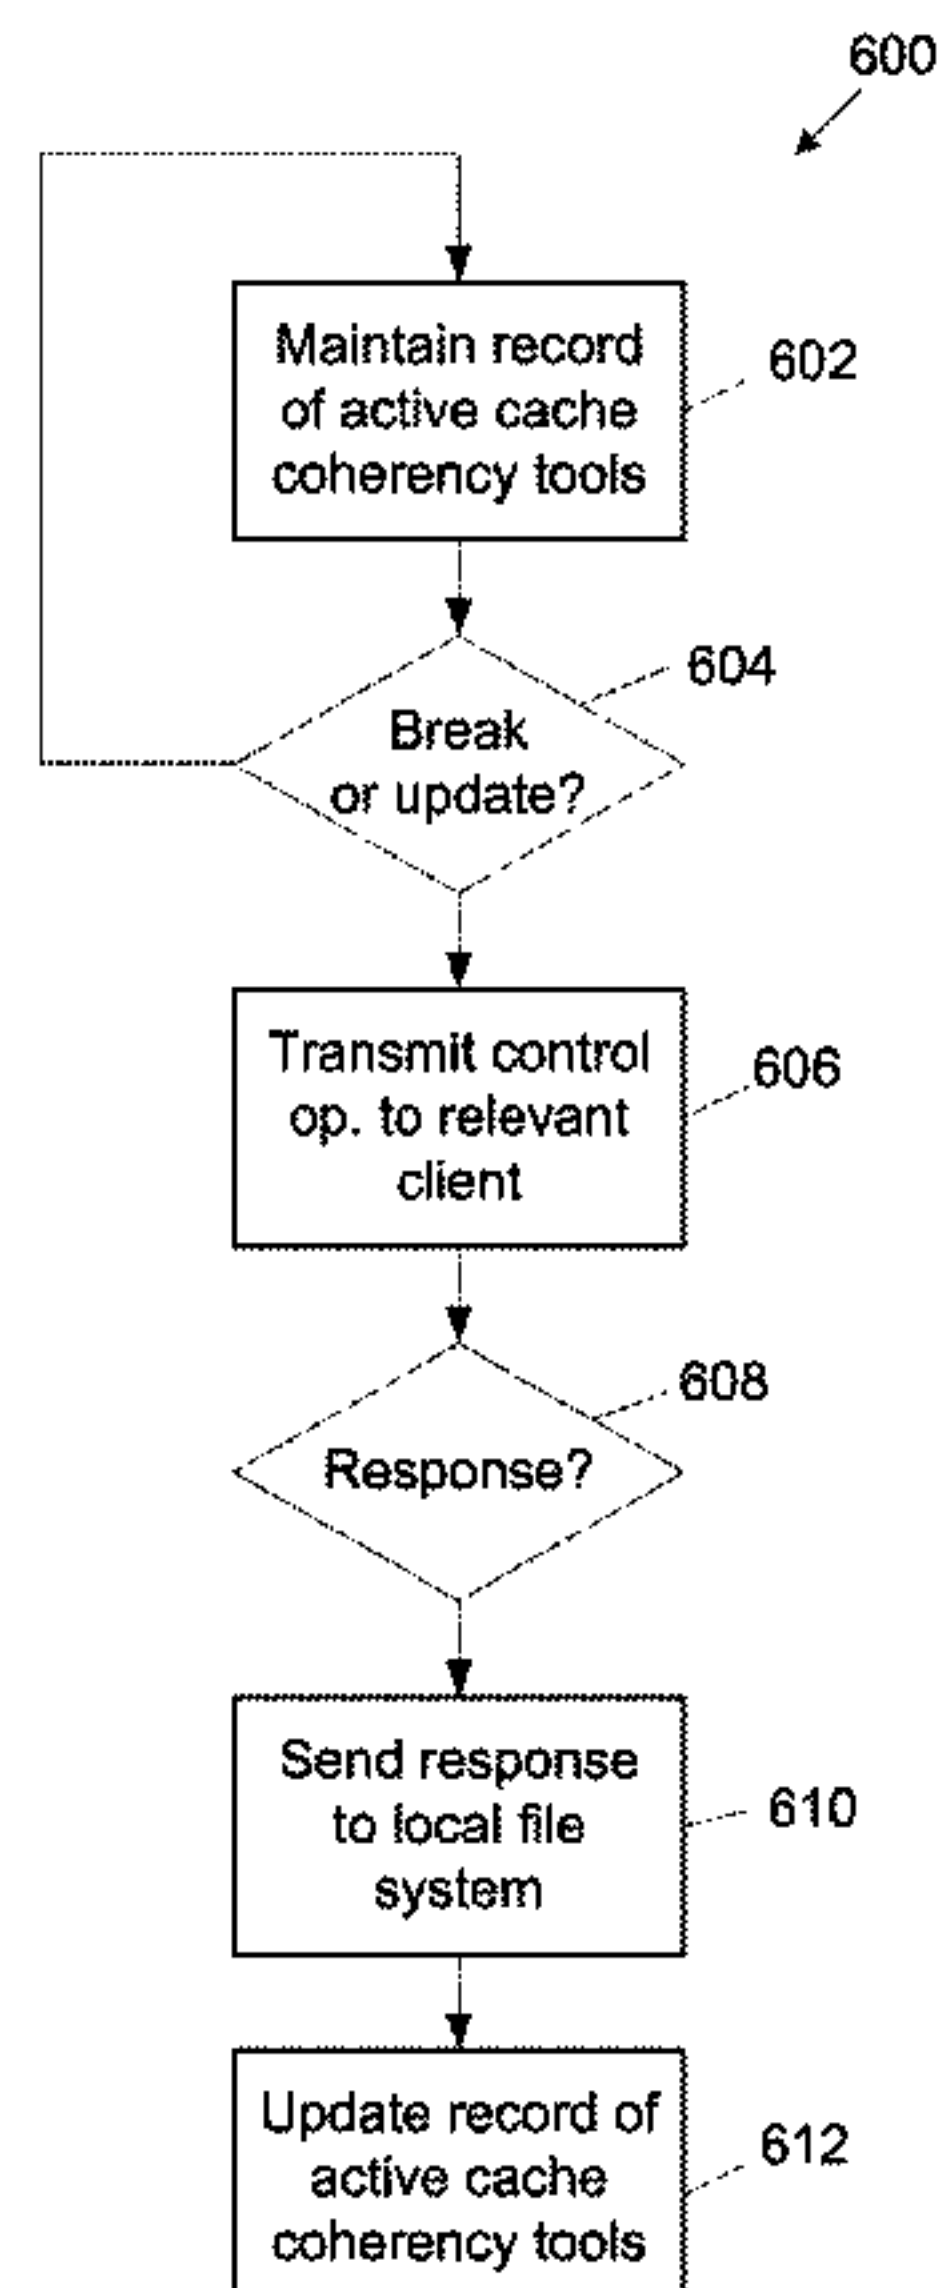 600
Maintain record
of active cache
coherency tools
602
604
Break
or update?
Transmit control
op. to relevant
client
606
608
Response?
Send response
to local file
system
610
Update record of
active cache
coherency tools
612